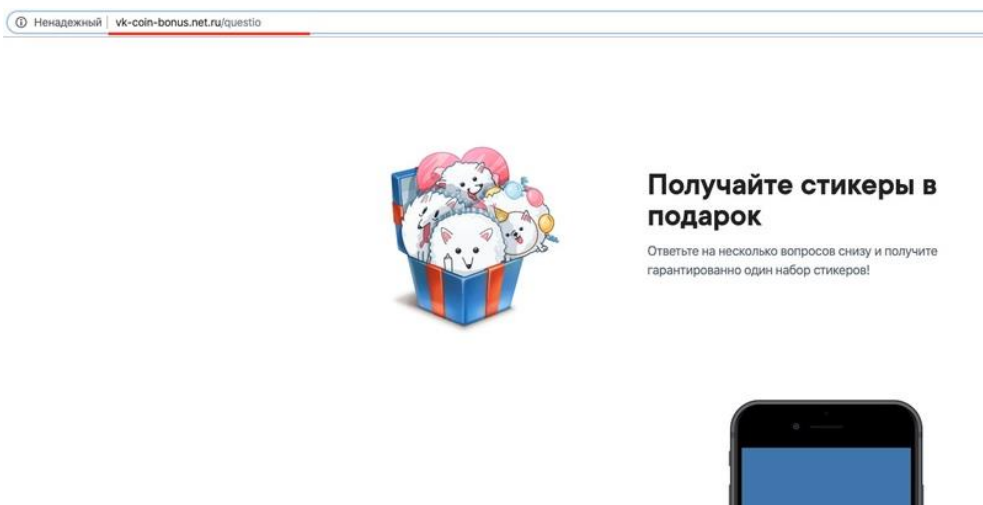 Ненадежный vk-coin-bonus.net.ru/questio
Получайте стикеры в
подарок
Ответьте на несколько вопросов снизу и получите
гарантированно один набор стикеров!